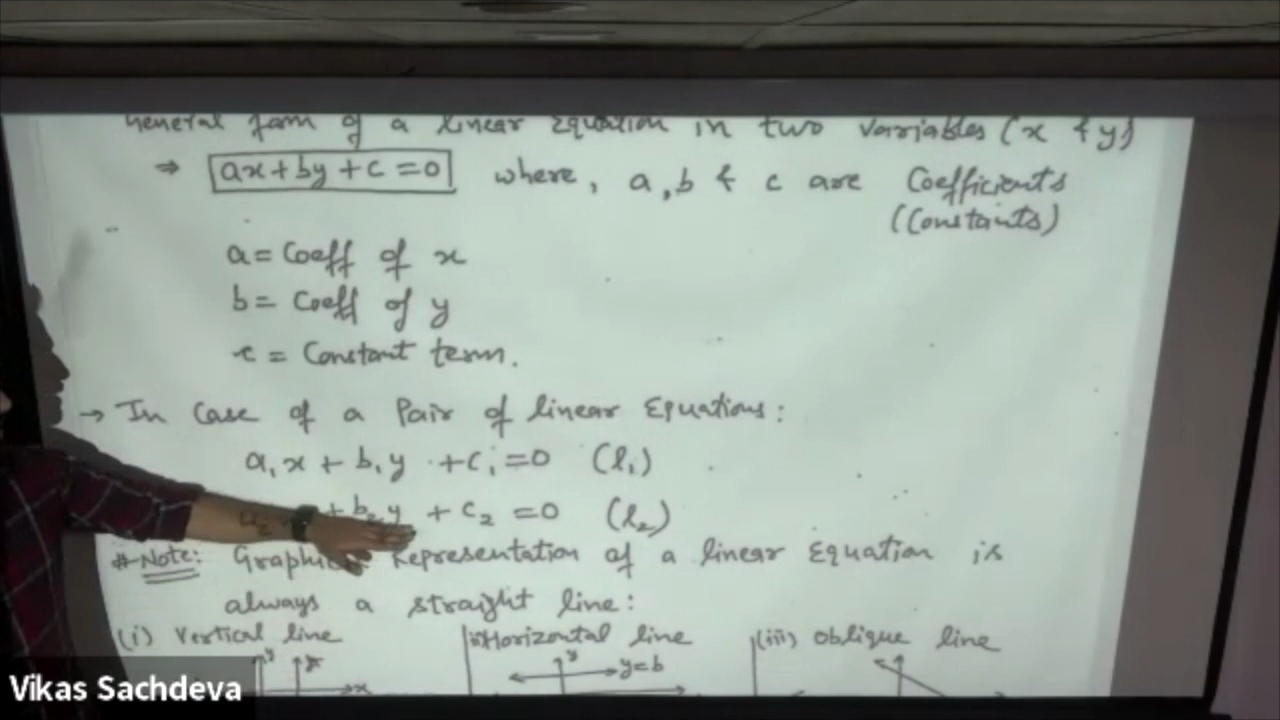 General form of a linear Equation in two variables (x & y)
⇒ ax+by+c=0 where, a,b & c are Coefficients
(Constants)
a = Coeff of x
b = Coeff of y
c = Constant term.
→ In Case of a Pair of linear Equations:
a₁x + b₁y + c₁ = 0 (l₁)
+ b₂y + c₂ = 0 (l₂)
# Note: Graphical Representation of a linear Equation is
always a straight line:
(i) Vertical line (ii) Horizontal line (iii) Oblique line
y x y y=b
Vikas Sachdeva